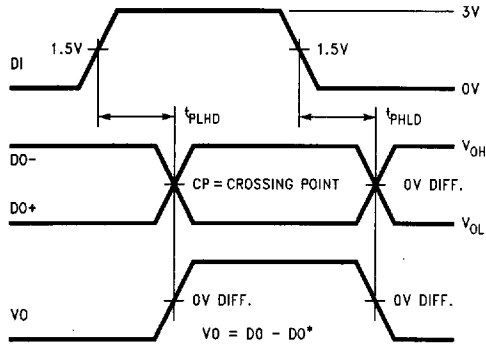 3V
1.5V
1.5V
DI
0V
tPLHD
tPHLD
DO-
VOH
CP = CROSSING POINT
0V DIFF.
DO+
VOL
0V DIFF.
0V DIFF.
VO
VO = DO - DO*